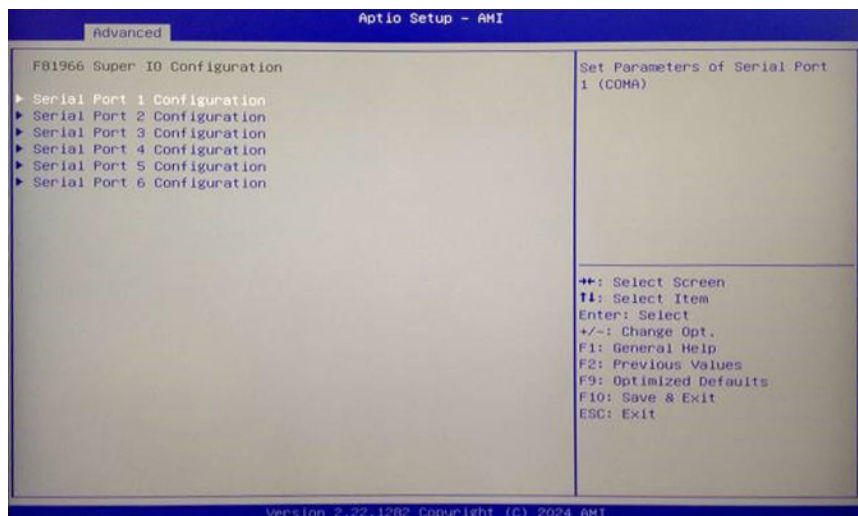 Aptio Setup – AMI
Advanced
F81966 Super IO Configuration
Serial Port 1 Configuration
Serial Port 2 Configuration
Serial Port 3 Configuration
Serial Port 4 Configuration
Serial Port 5 Configuration
Serial Port 6 Configuration
Set Parameters of Serial Port
1 (COMA)
→←: Select Screen
↑↓: Select Item
Enter: Select
+/-: Change Opt.
F1: General Help
F2: Previous Values
F9: Optimized Defaults
F10: Save & Exit
ESC: Exit
Version 2.22.1282 Copyright (C) 2024 AMI